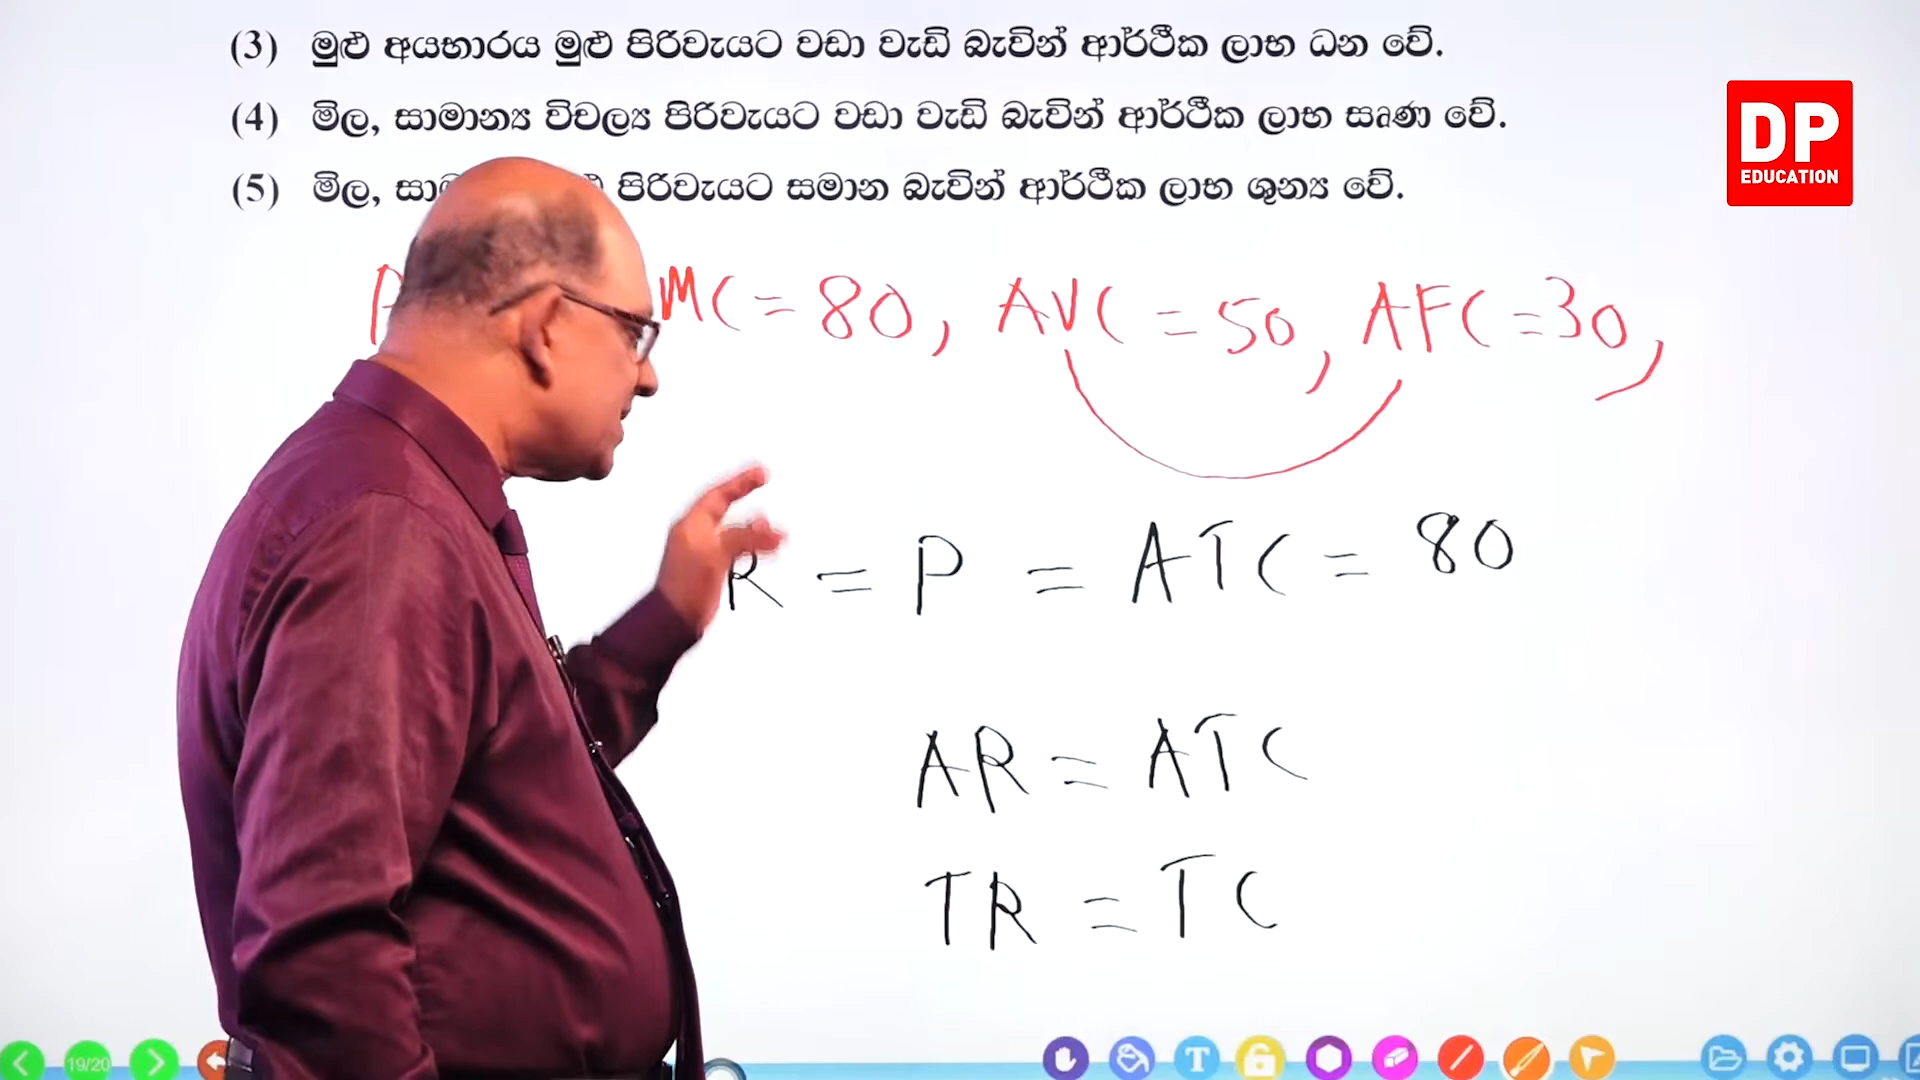 (3) මුළු අයභාරය මුළු පිරිවැයට වඩා වැඩි බැවින් ආර්ථික ලාභ ධන වේ.
(4) මිල, සාමාන්‍ය විචල්‍ය පිරිවැයට වඩා වැඩි බැවින් ආර්ථික ලාභ සෘණ වේ.
(5) මිල, පිරිවැයට සමාන බැවින් ආර්ථික ලාභ ශුන්‍ය වේ.
DP
EDUCATION
MC = 80, AVC = 50, AFC = 30,
R = P = ATC = 80
AR = ATC
TR = TC
19/20
T